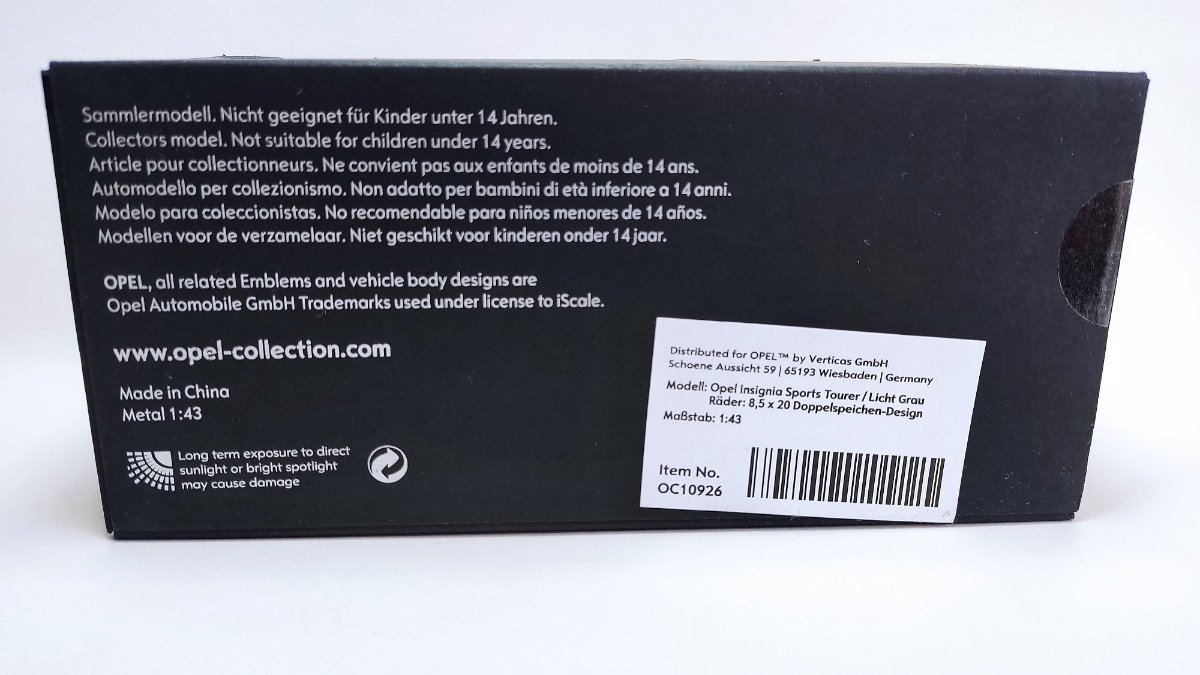 Sammlermodell. Nicht geeignet für Kinder unter 14 Jahren.
Collectors model. Not suitable for children under 14 years.
Article pour collectionneurs. Ne convient pas aux enfants de moins de 14 ans.
Automodello per collezionismo. Non adatto per bambini di età inferiore a 14 anni.
Modelo para coleccionistas. No recomendable para niños menores de 14 años.
Modellen voor de verzamelaar. Niet geschikt voor kinderen onder 14 jaar.
OPEL, all related Emblems and vehicle body designs are
Opel Automobile GmbH Trademarks used under license to iScale.
www.opel-collection.com
Made in China
Metal 1:43
Long term exposure to direct
sunlight or bright spotlight
may cause damage
Distributed for OPEL™ by Verticas GmbH
Schoene Aussicht 59 | 65193 Wiesbaden | Germany
Modell: Opel Insignia Sports Tourer / Licht Grau
Räder: 8,5 x 20 Doppelspeichen-Design
Maßstab: 1:43
Item No.
OC10926